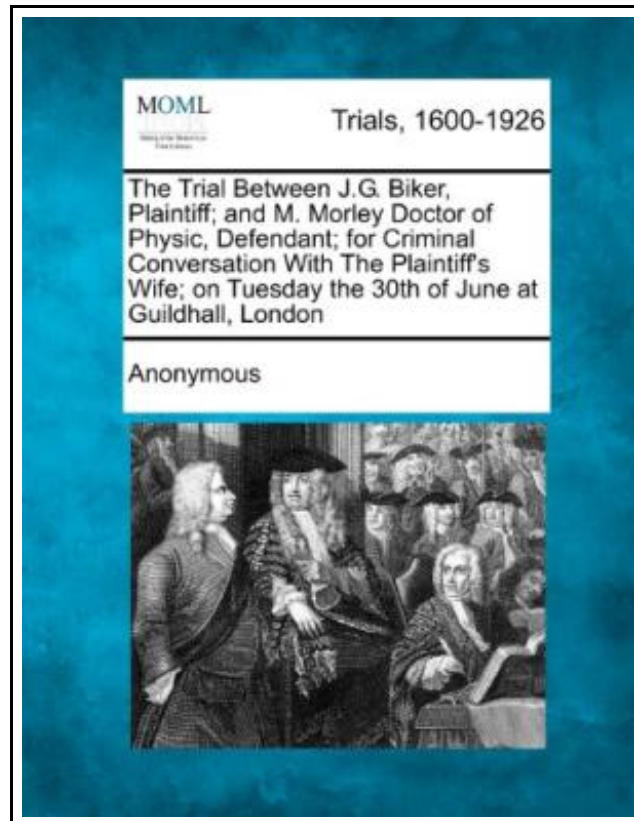 MOML
Trials, 1600-1926
The Trial Between J.G. Biker,
Plaintiff; and M. Morley Doctor of
Physic, Defendant; for Criminal
Conversation With The Plaintiff's
Wife; on Tuesday the 30th of June at
Guildhall, London
Anonymous